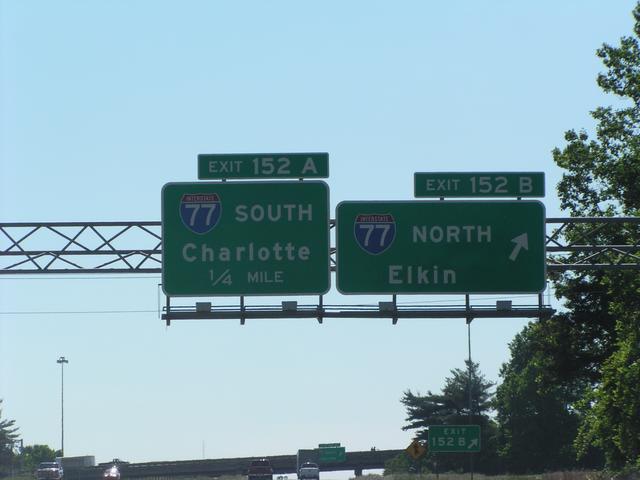 EXIT 152 A
INTERSTATE
77 SOUTH
Charlotte
1/4 MILE
EXIT 152 B
INTERSTATE
77 NORTH
Elkin
EXIT
152 B